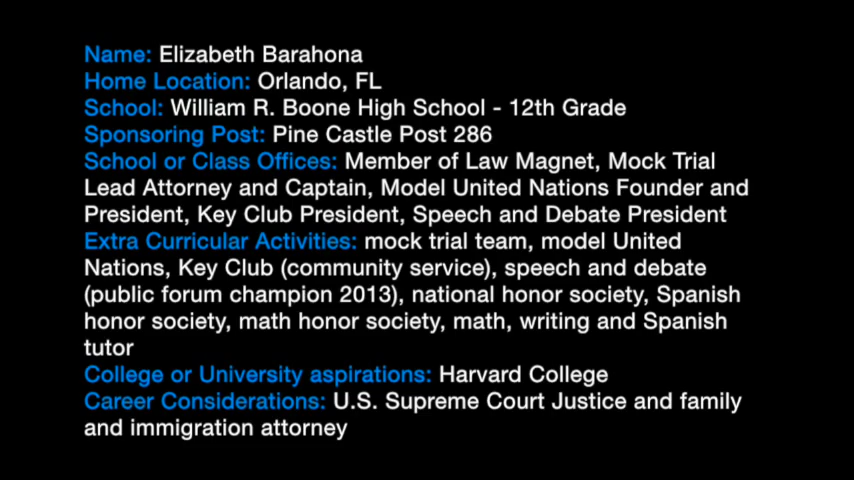 Name: Elizabeth Barahona
Home Location: Orlando, FL
School: William R. Boone High School - 12th Grade
Sponsoring Post: Pine Castle Post 286
School or Class Offices: Member of Law Magnet, Mock Trial
Lead Attorney and Captain, Model United Nations Founder and
President, Key Club President, Speech and Debate President
Extra Curricular Activities: mock trial team, model United
Nations, Key Club (community service), speech and debate
(public forum champion 2013), national honor society, Spanish
honor society, math honor society, math, writing and Spanish
tutor
College or University aspirations: Harvard College
Career Considerations: U.S. Supreme Court Justice and family
and immigration attorney